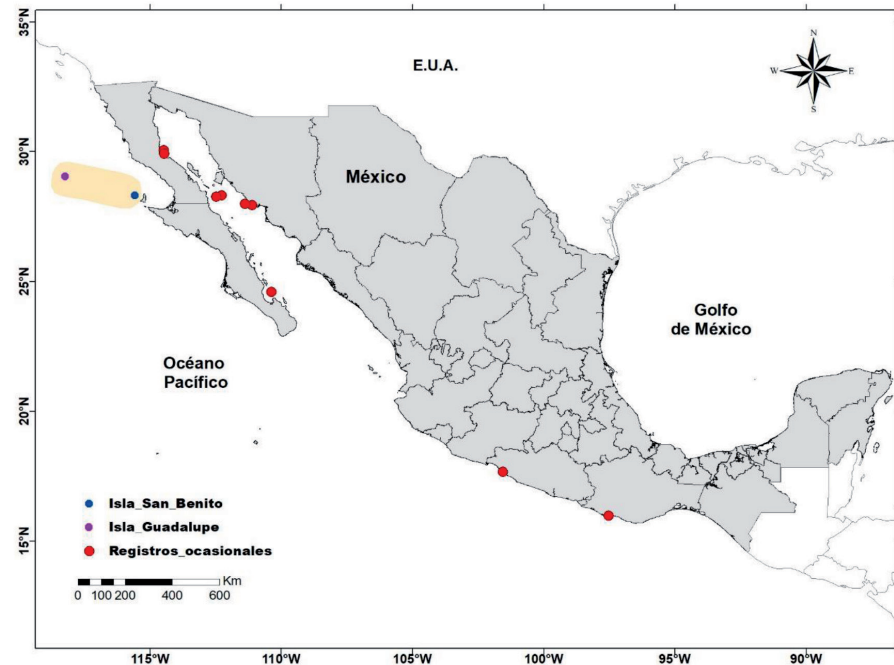 35°N
30°N
25°N
20°N
15°N
E.U.A.
N
W
E
S
México
Golfo
de México
Océano
Pacífico
Isla_San_Benito
Isla_Guadalupe
Registros_ocasionales
Km
0 100 200 400 600
115°W
110°W
105°W
100°W
95°W
90°W